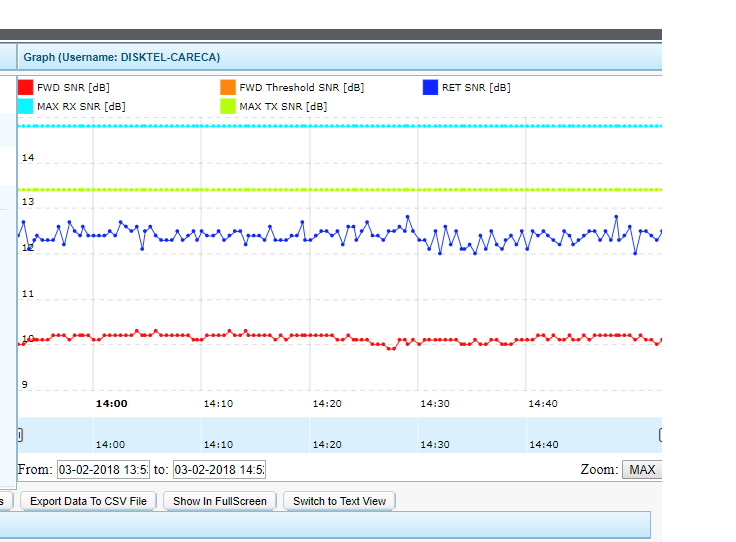 Graph (Username: DISKTEL-CARECA)
FWD SNR [dB] FWD Threshold SNR [dB] RET SNR [dB]
MAX RX SNR [dB] MAX TX SNR [dB]
14
13
12
11
10
9
14:00 14:10 14:20 14:30 14:40
14:00 14:10 14:20 14:30 14:40
From: 03-02-2018 13:5 to: 03-02-2018 14:5 Zoom: MAX
s Export Data To CSV File Show In FullScreen Switch to Text View